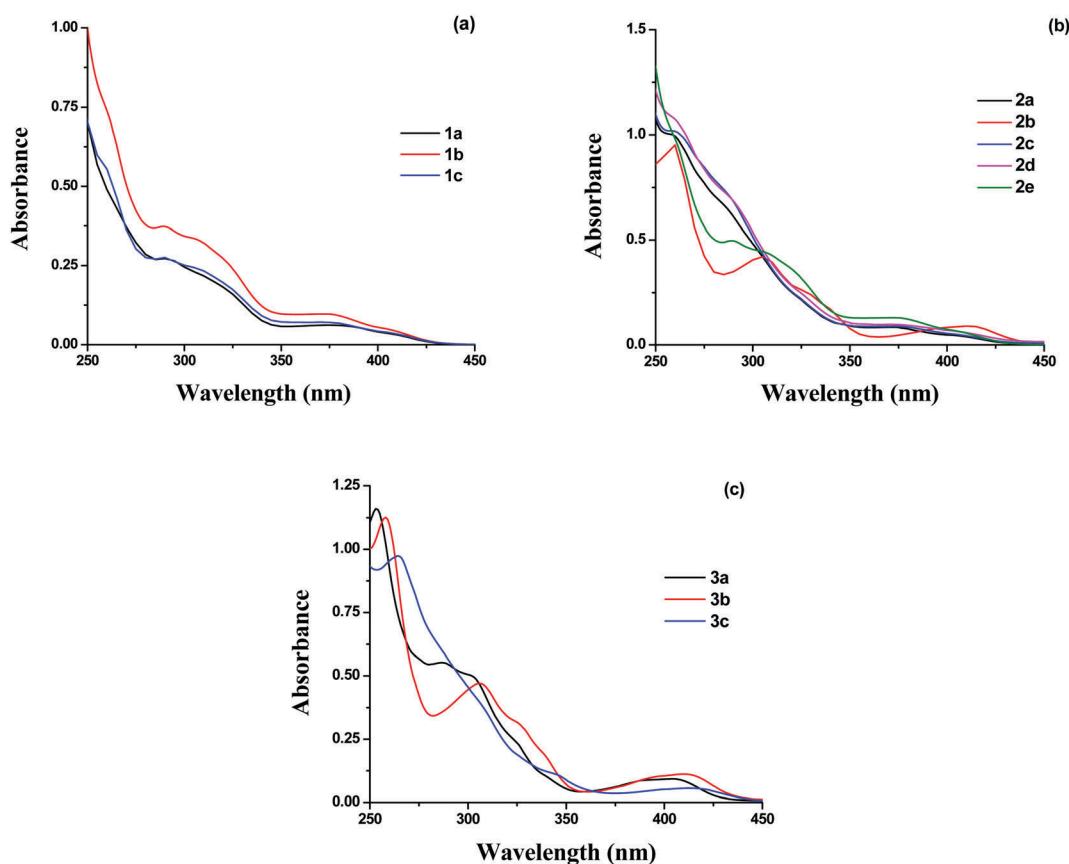 (a)
1.00
0.75
0.50
0.25
0.00
Absorbance
1a
1b
1c
250 300 350 400 450
Wavelength (nm)
(b)
1.5
1.0
0.5
0.0
Absorbance
2a
2b
2c
2d
2e
250 300 350 400 450
Wavelength (nm)
(c)
1.25
1.00
0.75
0.50
0.25
0.00
Absorbance
3a
3b
3c
250 300 350 400 450
Wavelength (nm)